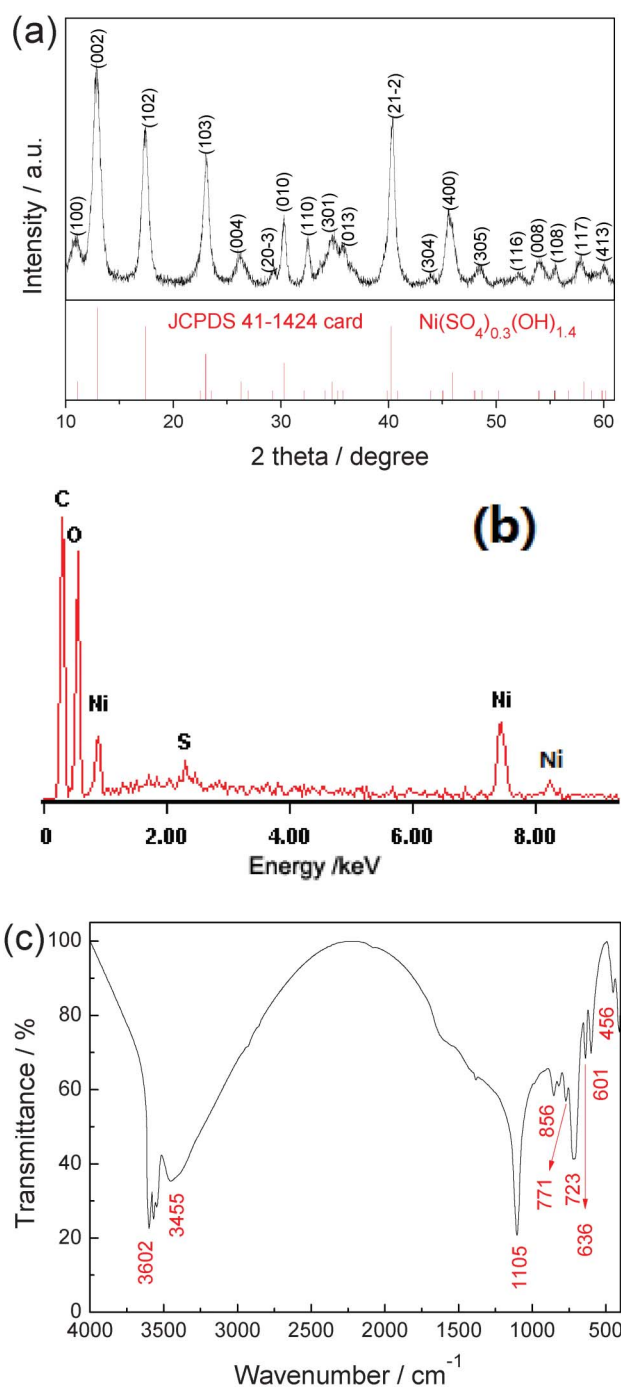 (a)
Intensity / a.u.
(100)
(002)
(102)
(103)
(004)
(20-3)
(010)
(110)
(301)
(013)
(21-2)
(304)
(400)
(305)
(116)
(008)
(108)
(117)
(413)
JCPDS 41-1424 card Ni(SO₄)₀.₃(OH)₁.₄
10 20 30 40 50 60
2 theta / degree
(b)
C
O
Ni
S
Ni
Ni
0 2.00 4.00 6.00 8.00
Energy /keV
(c)
Transmittance / %
100
80
60
40
20
0
3602
3455
1105
856
771
723
636
601
456
4000 3500 3000 2500 2000 1500 1000 500
Wavenumber / cm⁻¹